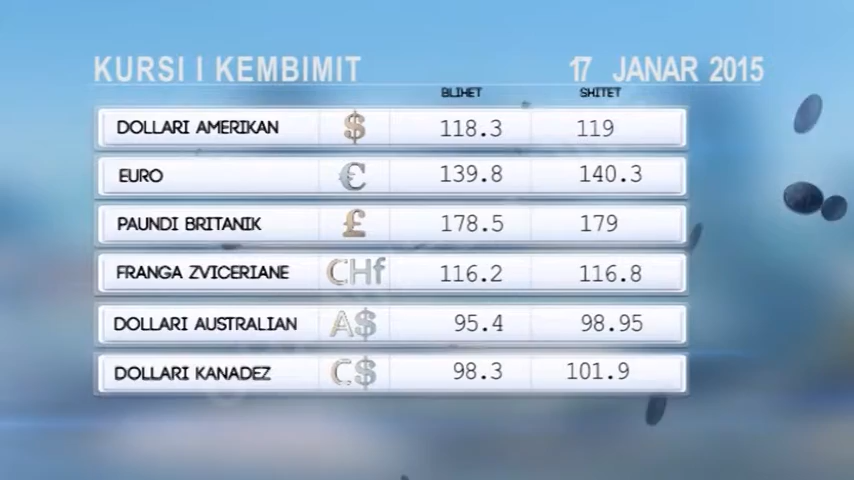 KURSI I KEMBIMIT 17 JANAR 2015
BLIHET SHITET
DOLLARI AMERIKAN $ 118.3 119
EURO € 139.8 140.3
PAUNDI BRITANIK £ 178.5 179
FRANGA ZVICERIANE CHf 116.2 116.8
DOLLARI AUSTRALIAN A$ 95.4 98.95
DOLLARI KANADEZ C$ 98.3 101.9